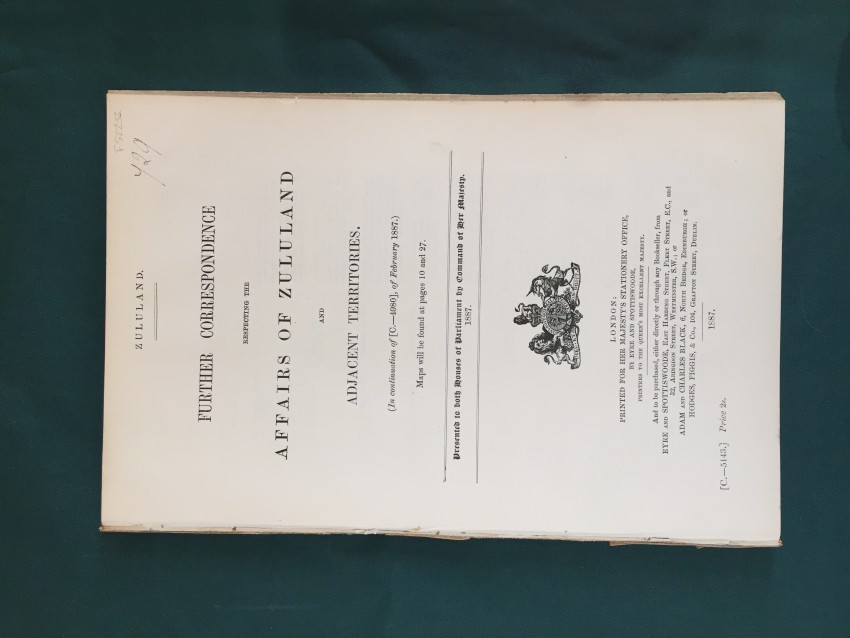 729
ZULULAND.
FURTHER CORRESPONDENCE
RESPECTING THE
AFFAIRS OF ZULULAND
AND
ADJACENT TERRITORIES.
(In continuation of [C.—4980], of February 1887.)
Maps will be found at pages 10 and 27.
Presented to both Houses of Parliament by Command of Her Majesty.
1887.
LONDON:
PRINTED FOR HER MAJESTY'S STATIONERY OFFICE,
BY EYRE AND SPOTTISWOODE,
PRINTERS TO THE QUEEN'S MOST EXCELLENT MAJESTY.
And to be purchased, either directly or through any Bookseller, from
EYRE AND SPOTTISWOODE, EAST HARDING STREET, FLEET STREET, E.C., and
32, ABINGDON STREET, WESTMINSTER, S.W.; or
ADAM AND CHARLES BLACK, 6, NORTH BRIDGE, EDINBURGH; or
HODGES, FIGGIS, & Co., 104, GRAFTON STREET, DUBLIN.
1887.
[C.—5143.] Price 2s.